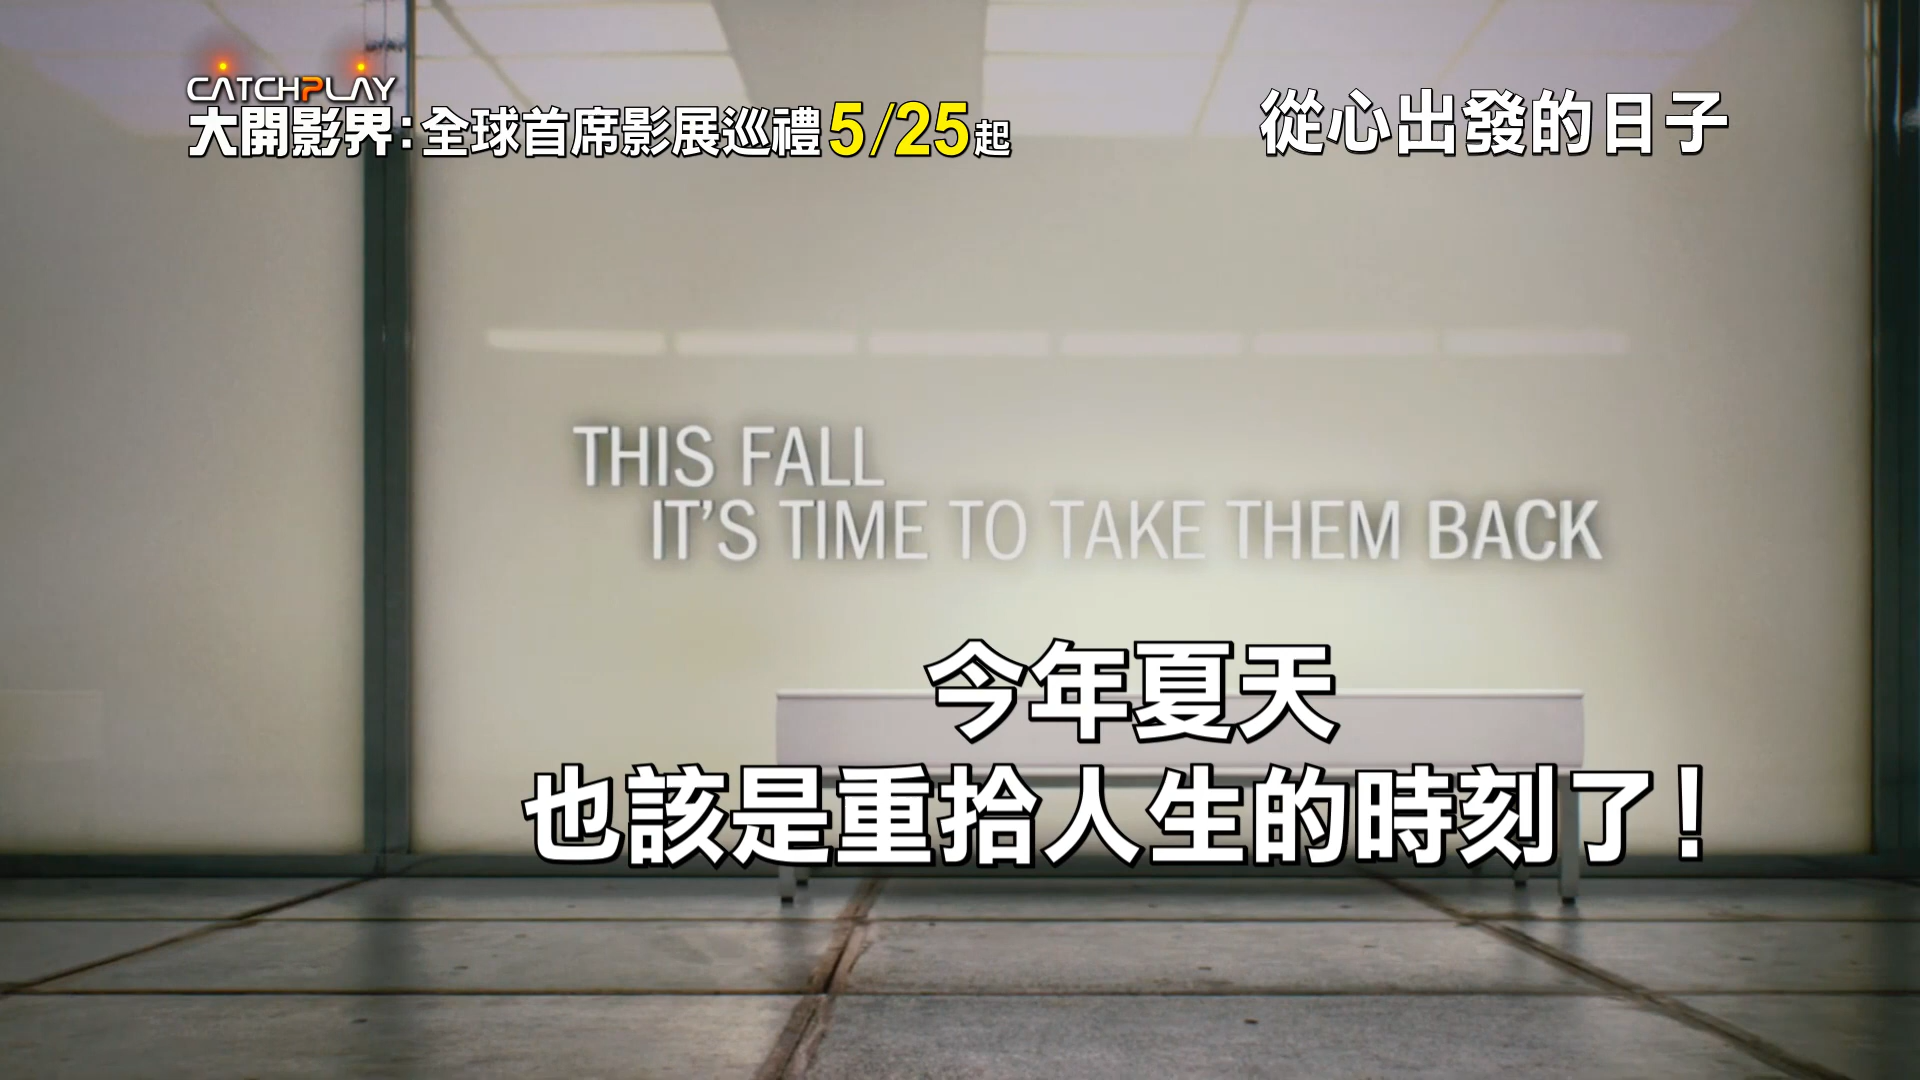 CATCHPLAY
大開影界:全球首席影展巡禮5/25起
從心出發的日子
THIS FALL
IT'S TIME TO TAKE THEM BACK
今年夏天
也該是重拾人生的時刻了!